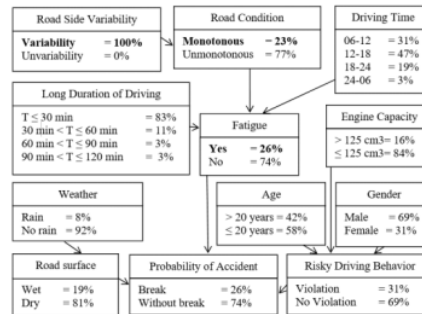 Road Side Variability
Variability = 100%
Unvariability = 0%
Road Condition
Monotonous = 23%
Unmonotonous = 77%
Driving Time
06-12 = 31%
12-18 = 47%
18-24 = 19%
24-06 = 3%
Long Duration of Driving
T ≤ 30 min = 83%
30 min < T ≤ 60 min = 11%
60 min < T ≤ 90 min = 3%
90 min < T ≤ 120 min = 3%
Fatigue
Yes = 26%
No = 74%
Engine Capacity
> 125 cm3= 16%
≤ 125 cm3= 84%
Weather
Rain = 8%
No rain = 92%
Age
> 20 years = 42%
≤ 20 years = 58%
Gender
Male = 69%
Female = 31%
Road surface
Wet = 19%
Dry = 81%
Probability of Accident
Break = 26%
Without break = 74%
Risky Driving Behavior
Violation = 31%
No Violation = 69%